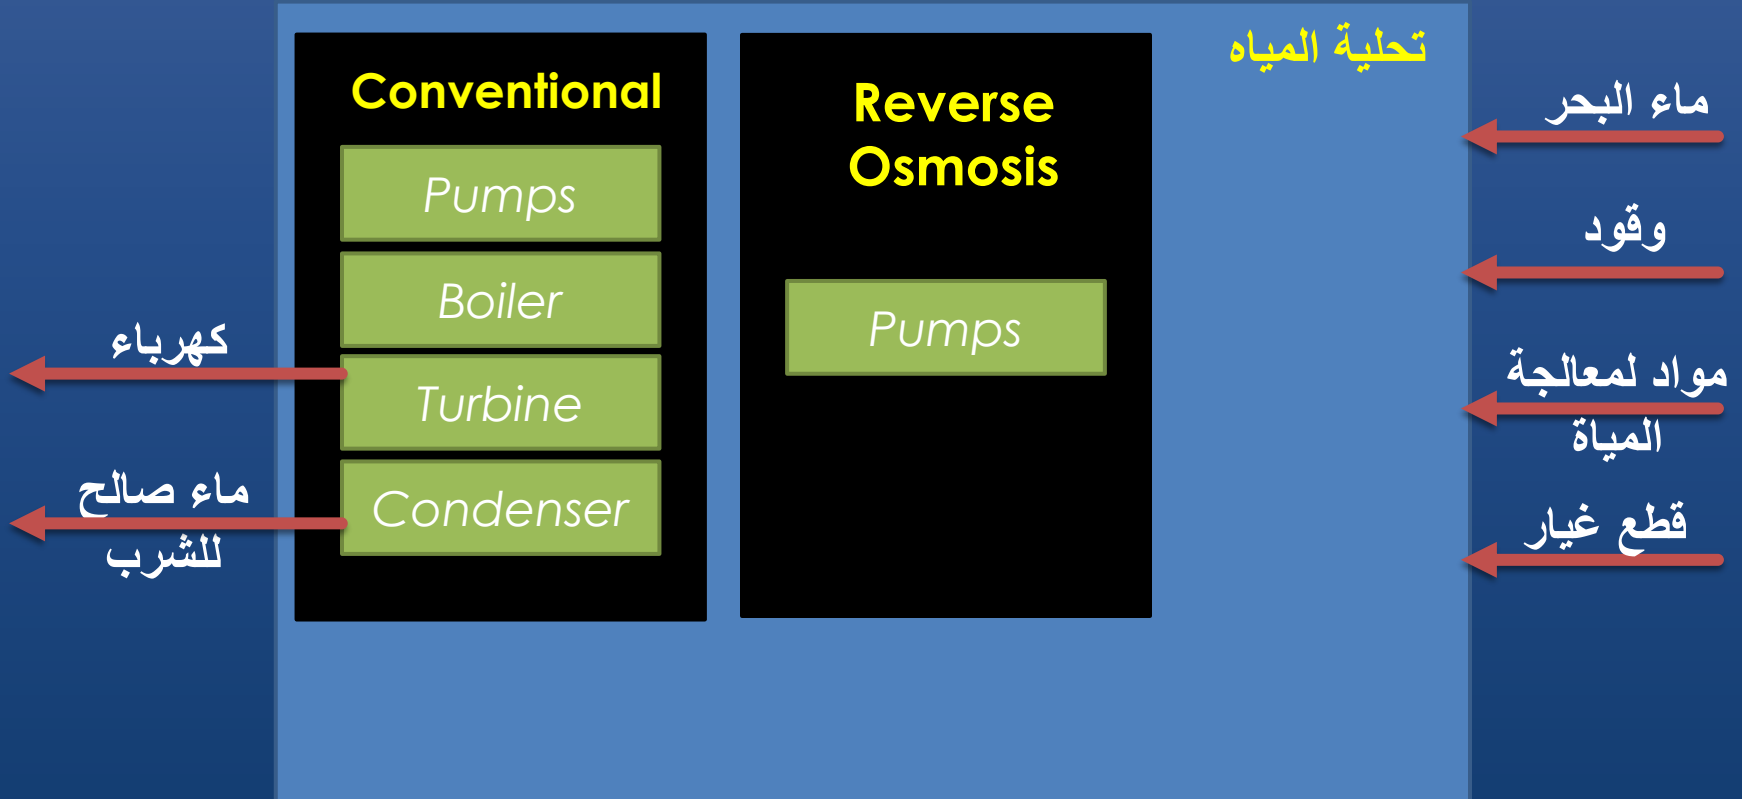 تحلية المياه
Conventional
Pumps
Boiler
Turbine
Condenser
Reverse
Osmosis
Pumps
ماء البحر
وقود
مواد لمعالجة
المياة
قطع غيار
كهرباء
ماء صالح
للشرب